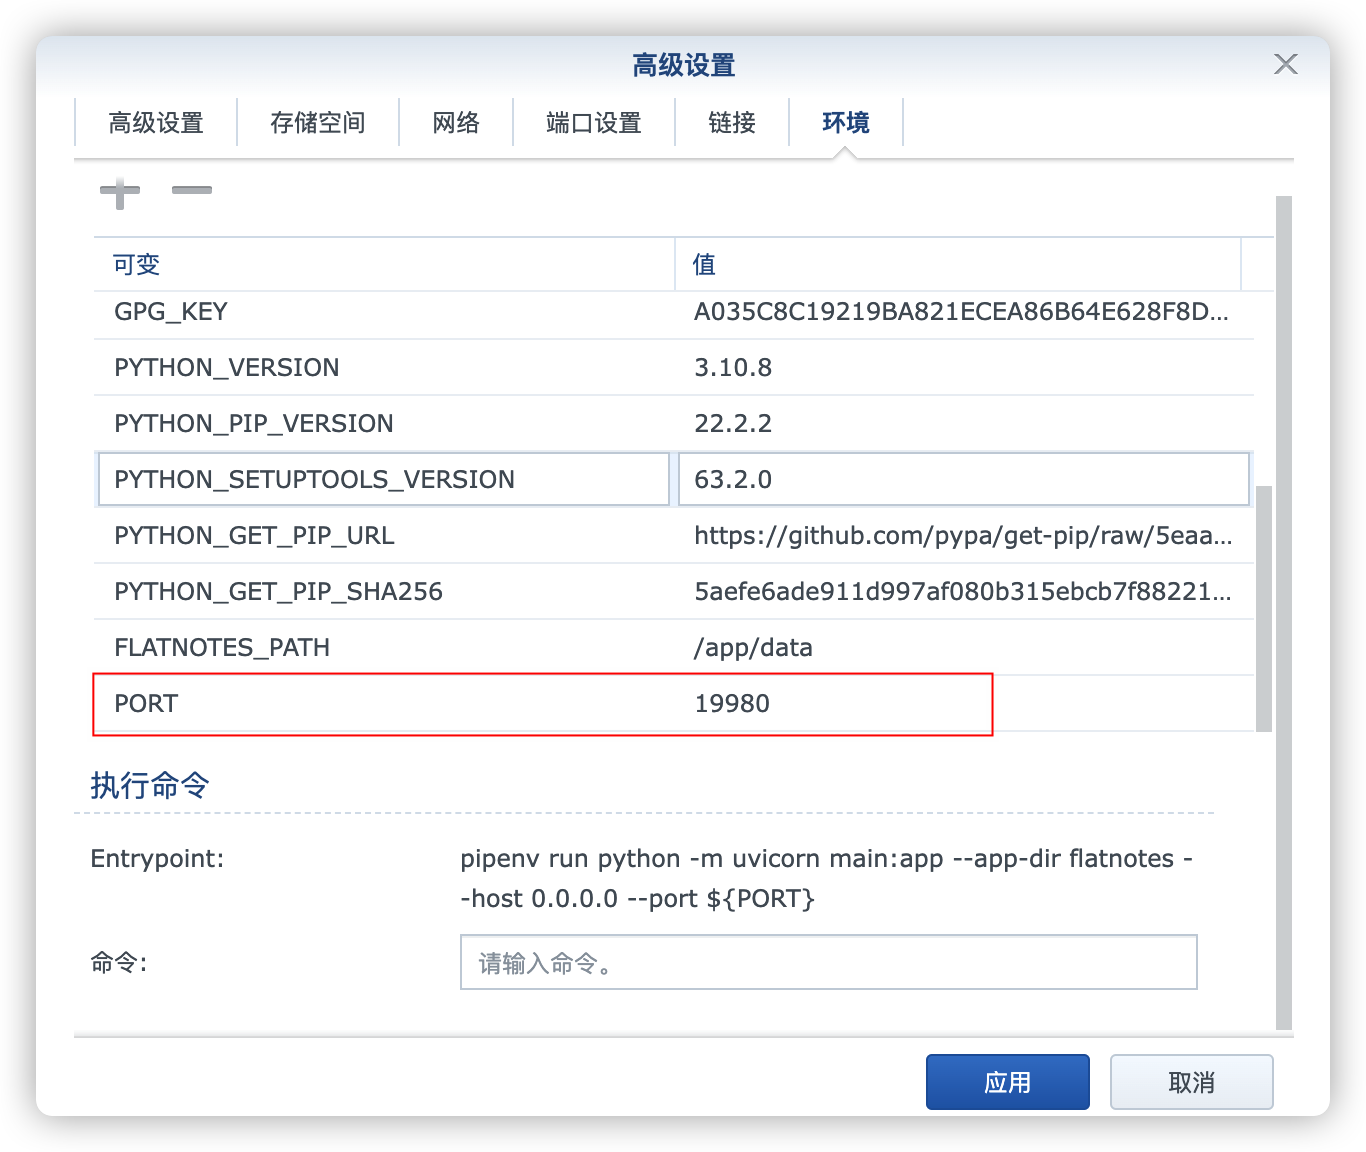 高级设置
高级设置 存储空间 网络 端口设置 链接 环境
可变 值
GPG_KEY A035C8C19219BA821ECEA86B64E628F8D...
PYTHON_VERSION 3.10.8
PYTHON_PIP_VERSION 22.2.2
PYTHON_SETUPTOOLS_VERSION 63.2.0
PYTHON_GET_PIP_URL https://github.com/pypa/get-pip/raw/5eaa...
PYTHON_GET_PIP_SHA256 5aefe6ade911d997af080b315ebcb7f88221...
FLATNOTES_PATH /app/data
PORT 19980
执行命令
Entrypoint: pipenv run python -m uvicorn main:app --app-dir flatnotes -
-host 0.0.0.0 --port ${PORT}
命令: 请输入命令。
应用 取消